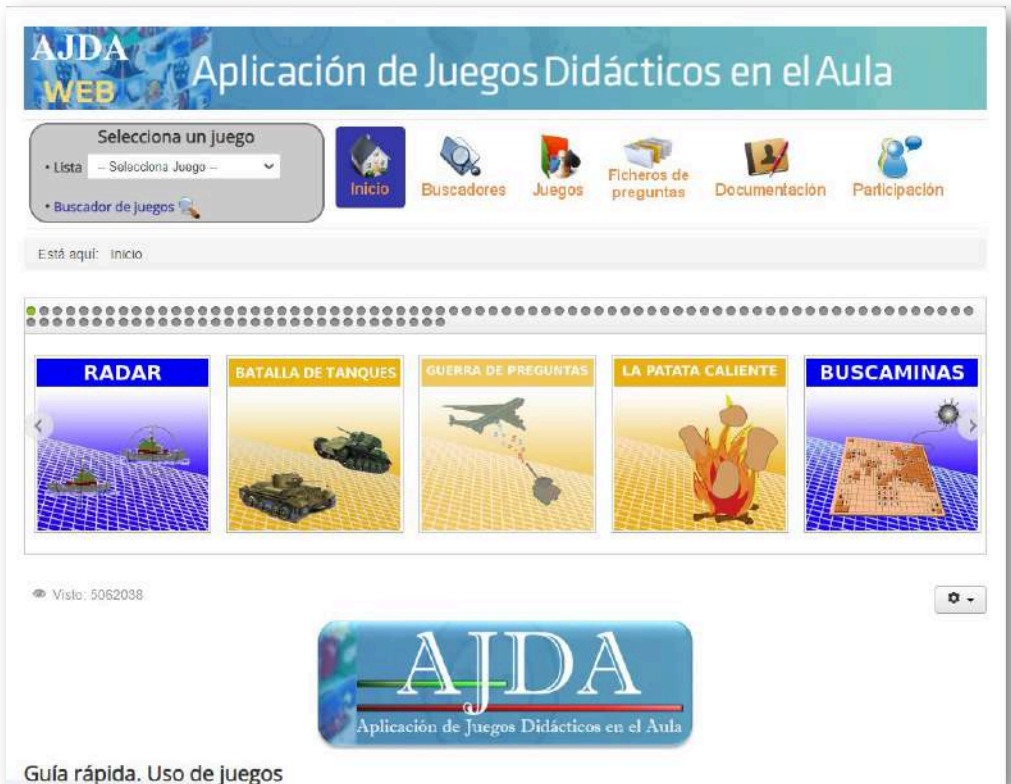 AJDA
WEB
Aplicación de Juegos Didácticos en el Aula
Selecciona un juego
• Lista -- Selecciona Juego --
• Buscador de juegos
Inicio
Buscadores
Juegos
Ficheros de
preguntas
Documentación
Participación
Está aquí: Inicio
RADAR
BATALLA DE TANQUES
GUERRA DE PREGUNTAS
LA PATATA CALIENTE
BUSCAMINAS
Visto: 5062038
AJDA
Aplicación de Juegos Didácticos en el Aula
Guía rápida. Uso de juegos